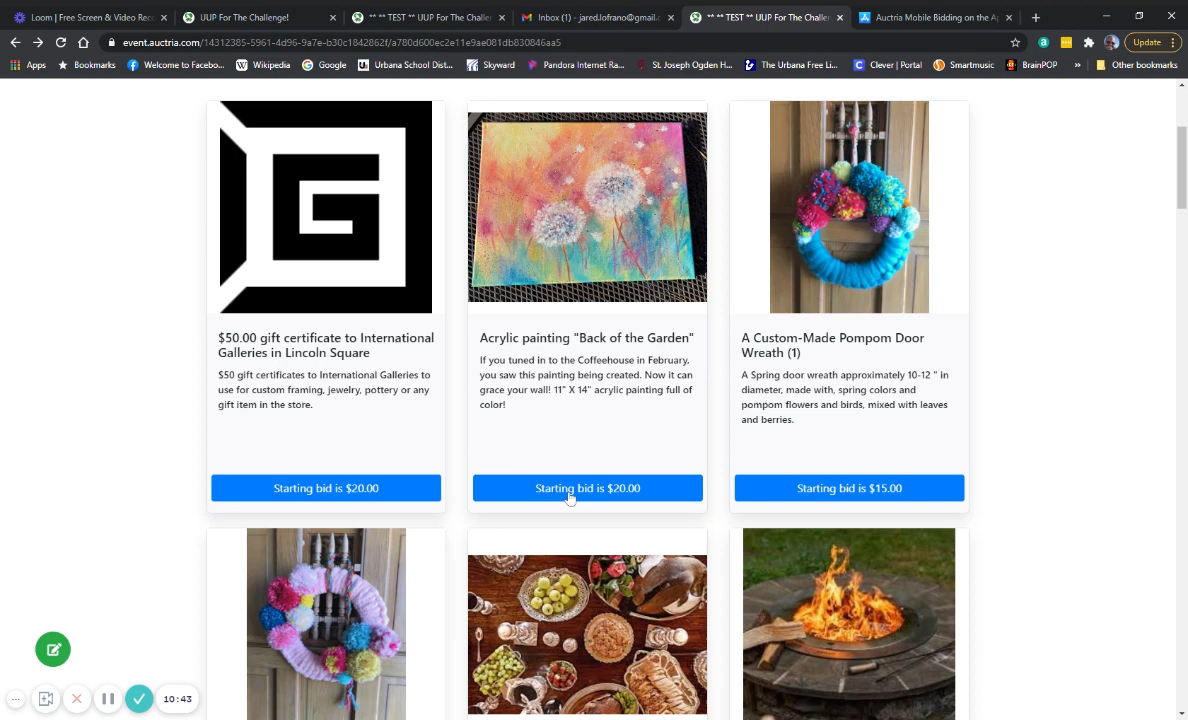 Loom | Free Screen & Video Rec
UUP For The Challenge!
** ** TEST ** UUP For The Challe
Inbox (1) - jared.lofrano@gmail.
** ** TEST ** UUP For The Challe
Auctria Mobile Bidding on the A
event.auctria.com/14312385-5961-4d96-9a7e-b30c1842862f/a780d600ec2e11e9ae081db830846aa5
Update
Apps
Bookmarks
Welcome to Facebo...
Wikipedia
Google
Urbana School Dist...
Skyward
Pandora Internet Ra...
St. Joseph Ogden H...
The Urbana Free Li...
Clever | Portal
Smartmusic
BrainPOP
»
Other bookmarks
$50.00 gift certificate to International
Galleries in Lincoln Square
$50 gift certificates to International Galleries to
use for custom framing, jewelry, pottery or any
gift item in the store.
Starting bid is $20.00
Acrylic painting "Back of the Garden"
If you tuned in to the Coffeehouse in February,
you saw this painting being created. Now it can
grace your wall! 11" X 14" acrylic painting full of
color!
Starting bid is $20.00
A Custom-Made Pompom Door
Wreath (1)
A Spring door wreath approximately 10-12 " in
diameter, made with, spring colors and
pompom flowers and birds, mixed with leaves
and berries.
Starting bid is $15.00
10:43